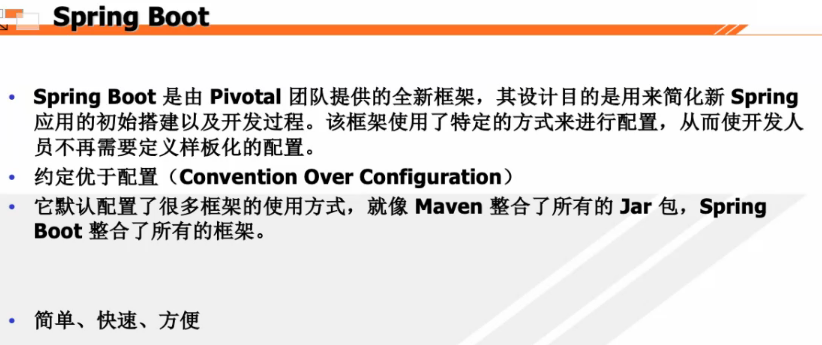 Spring Boot
• Spring Boot 是由 Pivotal 团队提供的全新框架，其设计目的是用来简化新 Spring
应用的初始搭建以及开发过程。该框架使用了特定的方式来进行配置，从而使开发人
员不再需要定义样板化的配置。
• 约定优于配置（Convention Over Configuration）
• 它默认配置了很多框架的使用方式，就像 Maven 整合了所有的 Jar 包，Spring
Boot 整合了所有的框架。
• 简单、快速、方便